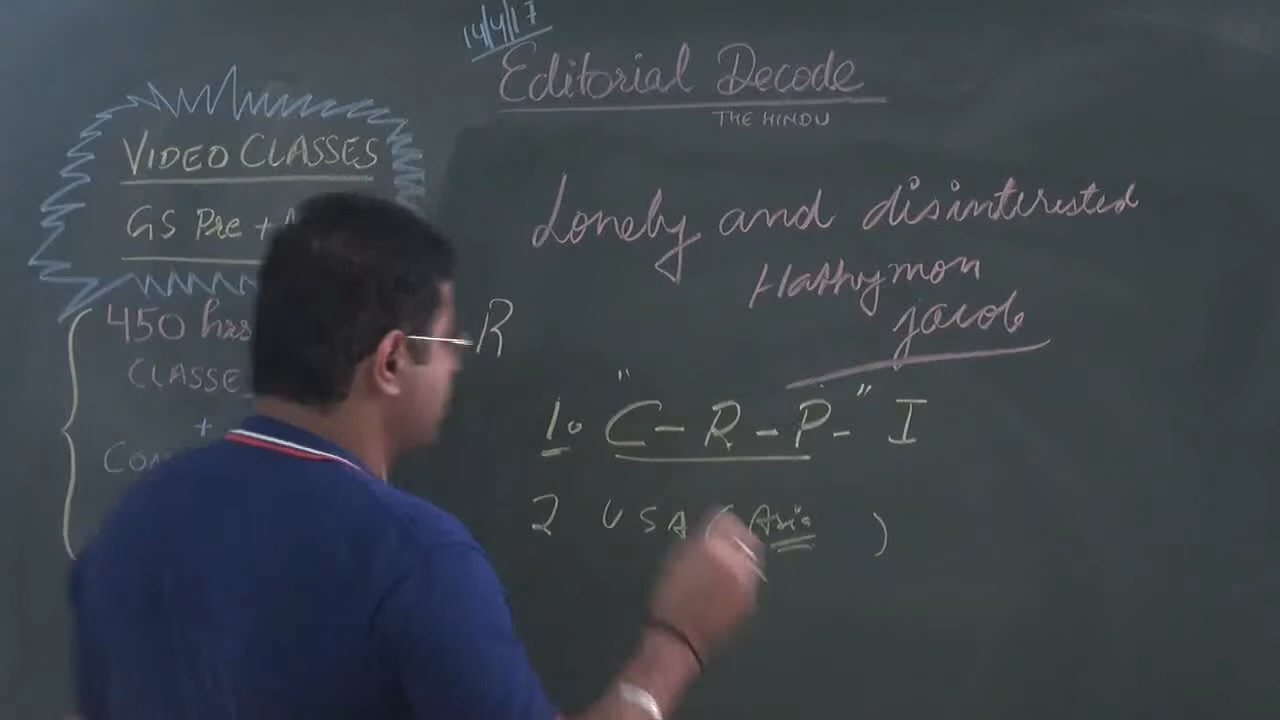 14/4/17
Editorial Decode
THE HINDU
VIDEO CLASSES
GS Pre +
450 hrs
CLASSE
+
Lonely and disinterested
Hathymon
jacob
R
1. "C - R - P - " I
2 USA ( Asia )